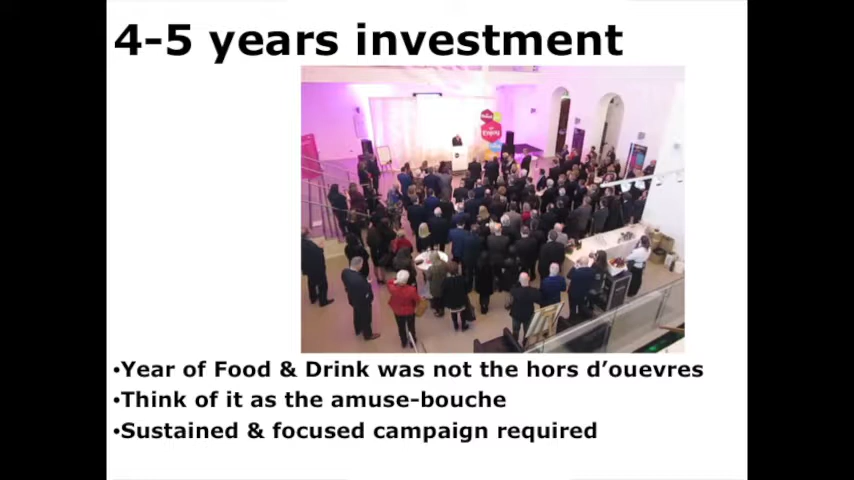 4-5 years investment
Enjoy
•Year of Food & Drink was not the hors d’ouevres
•Think of it as the amuse-bouche
•Sustained & focused campaign required